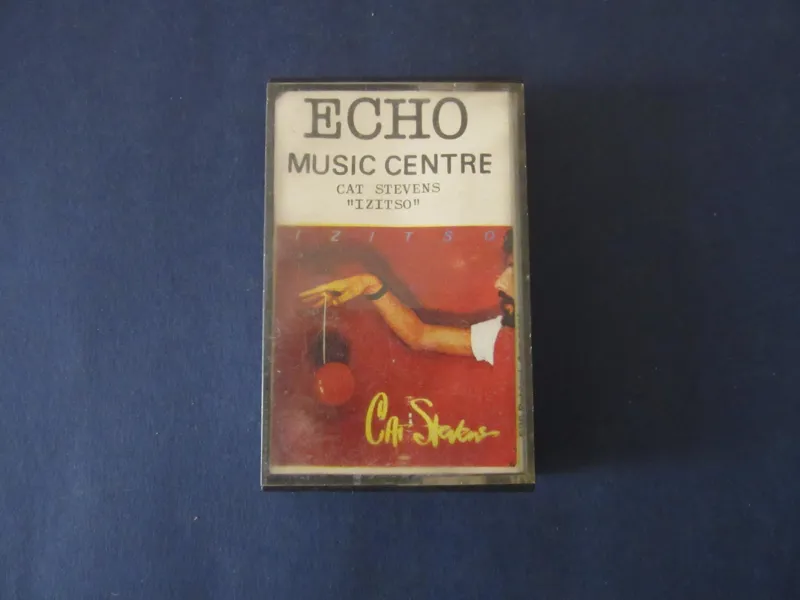 ECHO
MUSIC CENTRE
CAT STEVENS
"IZITSO"
IZITSO
Cat Stevens